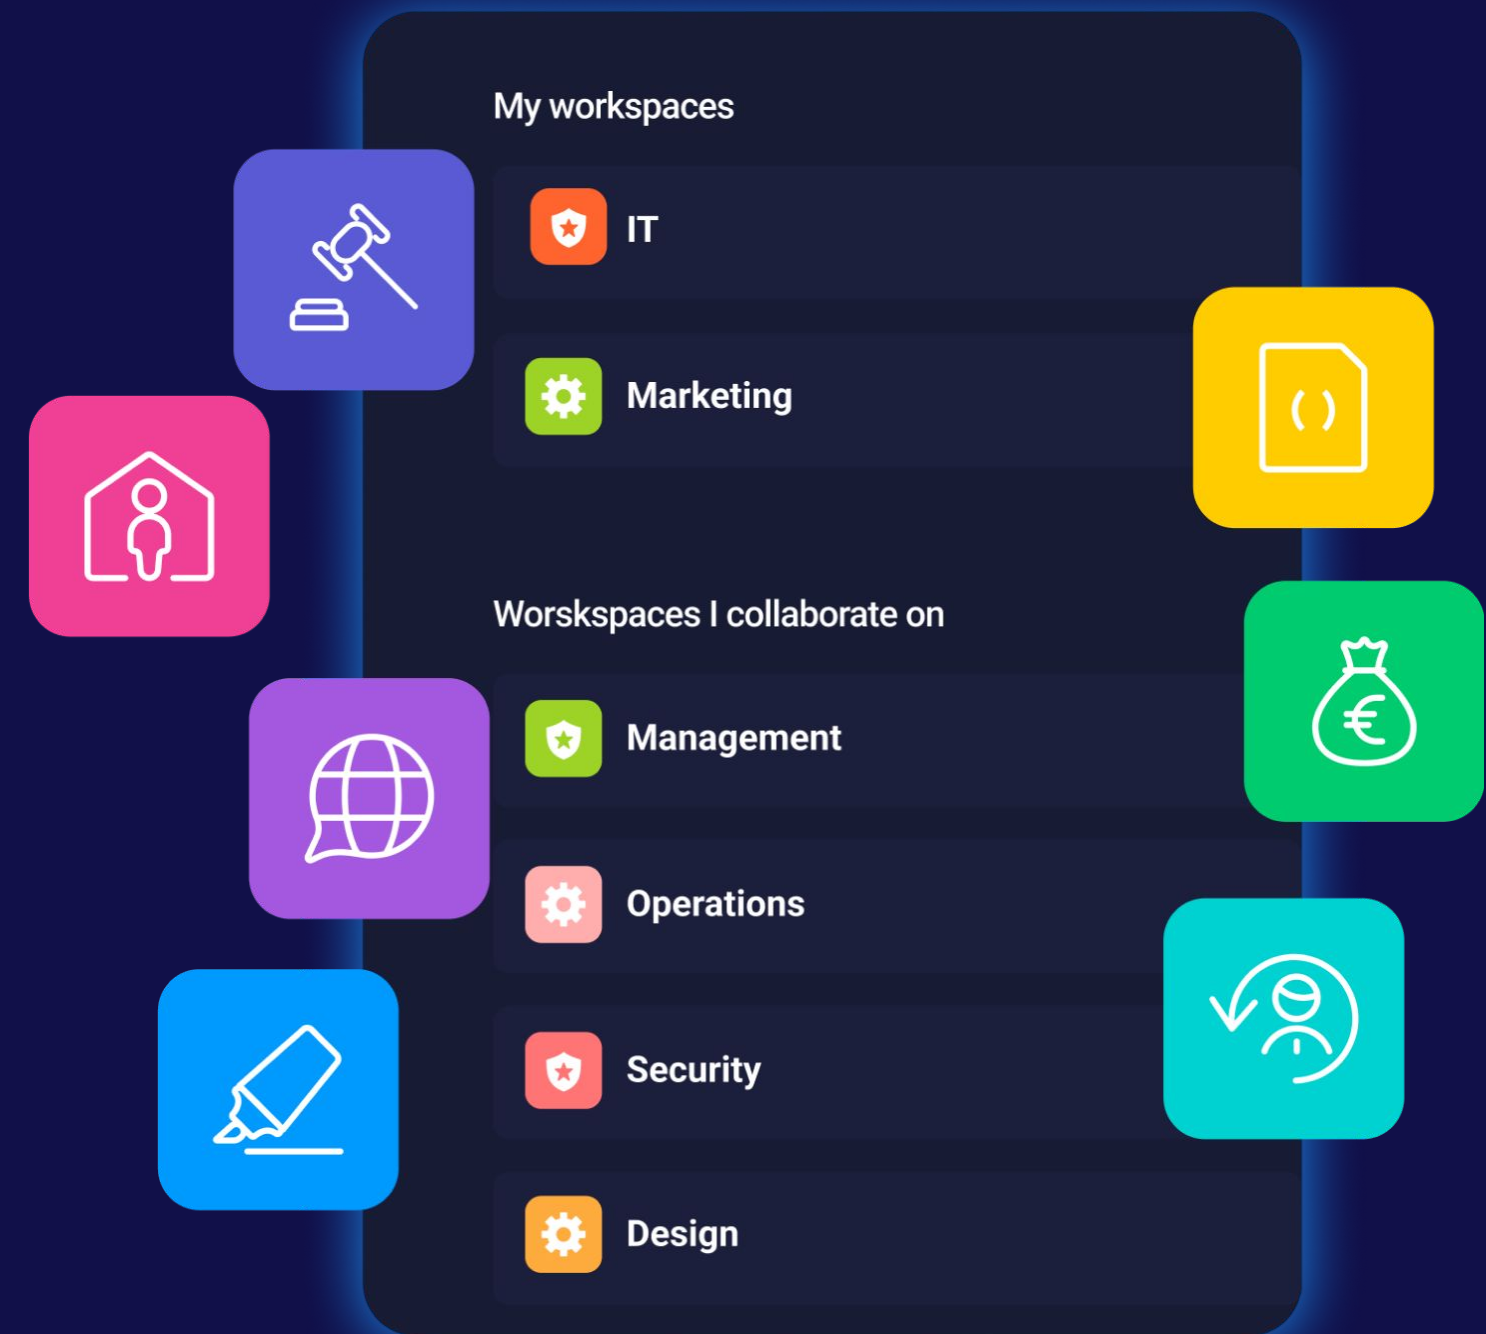 My workspaces
IT
Marketing
( )
Worskspaces I collaborate on
Management
€
Operations
Security
Design